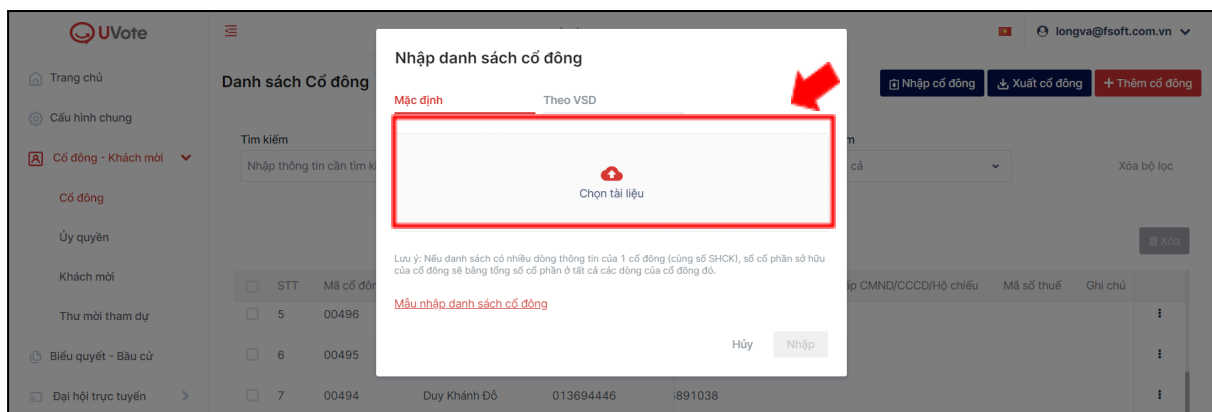 UVote
longva@fsoft.com.vn
Trang chủ
Cấu hình chung
Cổ đông - Khách mời
Cổ đông
Ủy quyền
Khách mời
Thư mời tham dự
Biểu quyết - Bầu cử
Đại hội trực tuyến
Danh sách Cổ đông
Nhập cổ đông
Xuất cổ đông
+ Thêm cổ đông
Tìm kiếm
Nhập thông tin cần tìm
Xóa bộ lọc
Xóa
Nhập danh sách cổ đông
Mặc định Theo VSD
Chọn tài liệu
Lưu ý: Nếu danh sách có nhiều dòng thông tin của 1 cổ đông (cùng số SHCK), số cổ phần sở hữu
của cổ đông sẽ bằng tổng số cổ phần ở tất cả các dòng của cổ đông đó.
Mẫu nhập danh sách cổ đông
Hủy Nhập
STT Mã cổ CMND/CCCD/Hộ chiếu Mã số thuế Ghi chú
5 00496
6 00495
7 00494 Duy Khánh Đỗ 013694446 891038